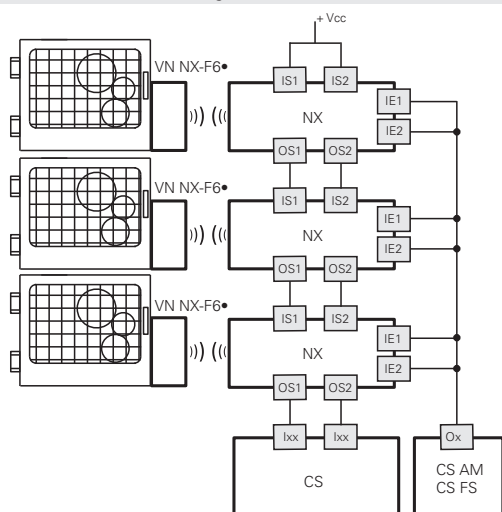 + Vcc
VN NX-F6•
IS1 IS2
IE1
NX
IE2
OS1 OS2
VN NX-F6•
IS1 IS2
IE1
NX
IE2
OS1 OS2
VN NX-F6•
IS1 IS2
IE1
NX
IE2
OS1 OS2
Ixx Ixx
Ox
CS
CS AM
CS FS